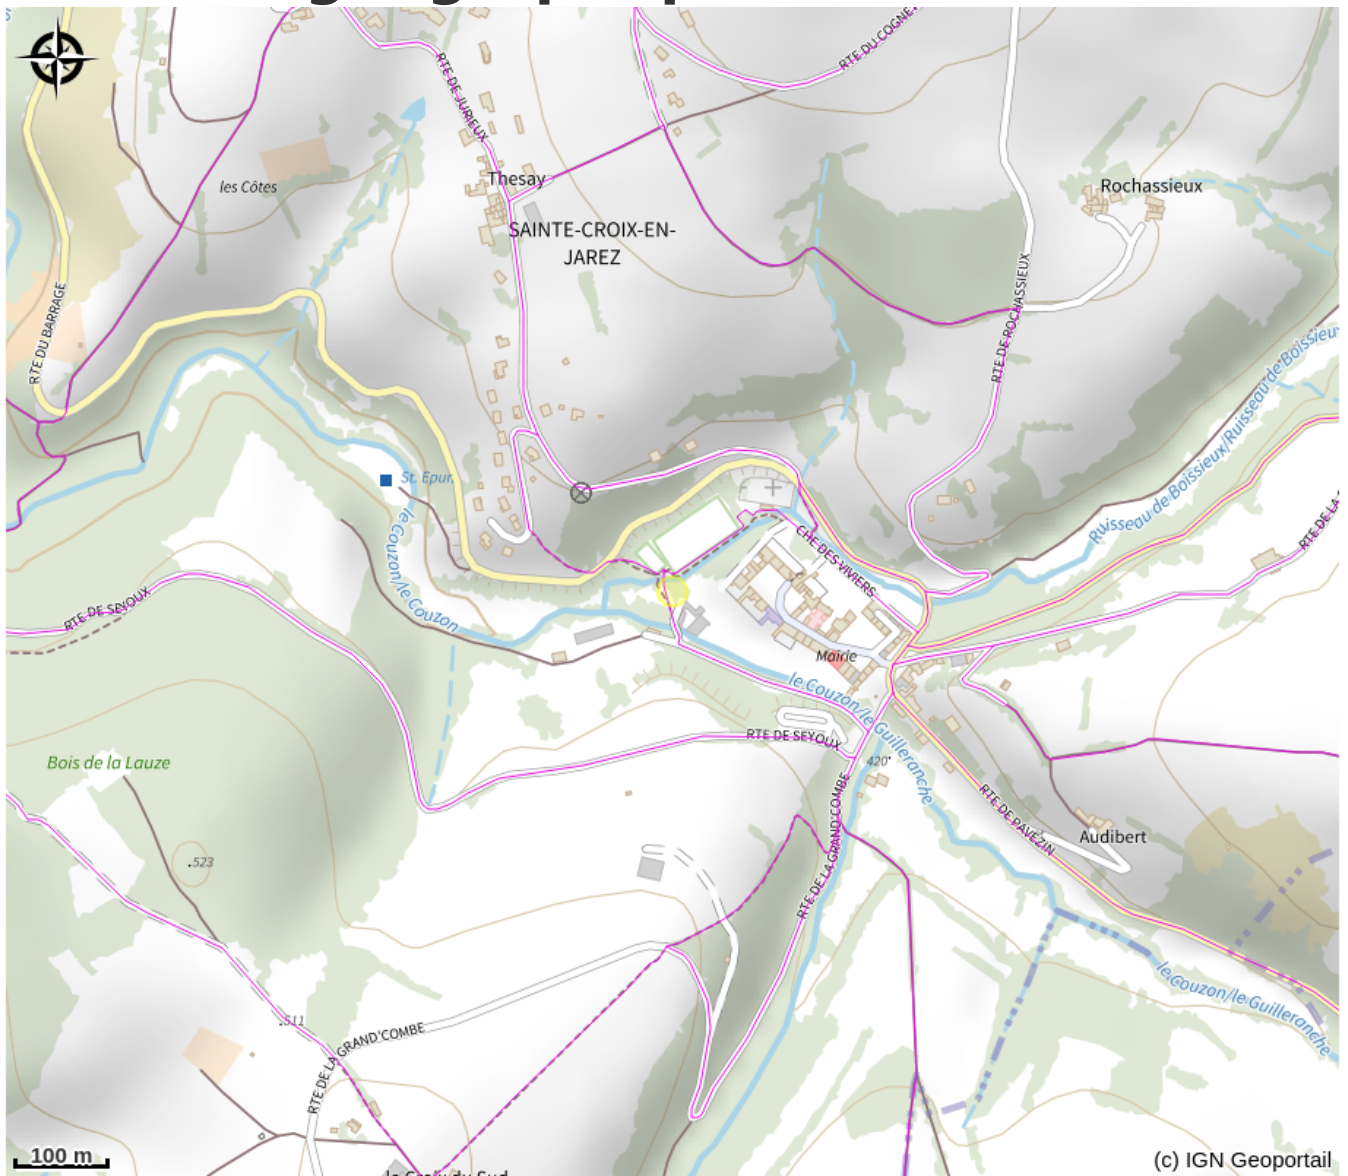 RTE DU COGNE
RTE DE JURIEUX
les Côtes
Thesay
Rochassieux
SAINTE-CROIX-EN-
JAREZ
RTE DU BARRAGE
RTE DE ROCHASSIEUX
Ruisseau de Boissieux/Ruisseau de Boissieux
St. Epur.
RTE DE LA
le Couzon/le Couzon
CHE DES VIVIERS
RTE DE SEYOUX
Mairie
le Couzon/le Guilleranche
RTE DE SEYOUX
420
Bois de la Lauze
RTE DE LA GRAND'COMBE
RTE DE PAVEZIN
Audibert
523
le Couzon/le Guilleranche
511
RTE DE LA GRAND'COMBE
100 m
(c) IGN Geoportail